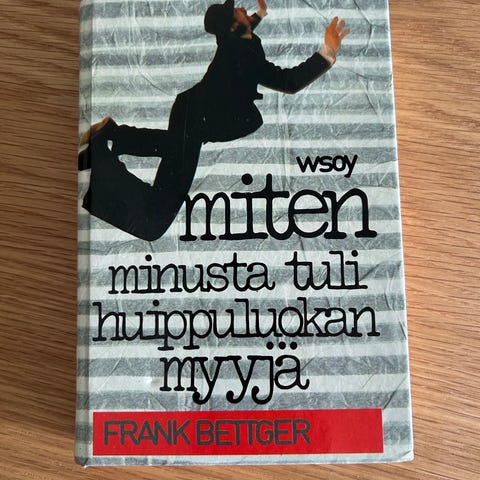 wsoy
miten
minusta tuli
huippuluokan
myyjä
FRANK BETTGER